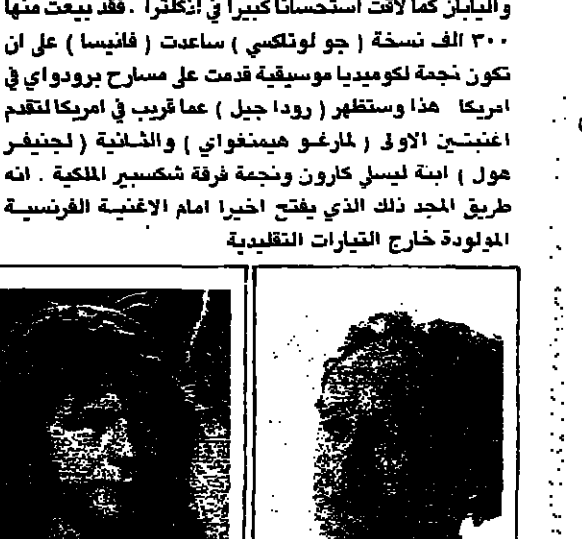 واليابان كما لاقت استحسانا كبيرا في انكلترا . فقد بيعت منها
٣٠٠ الف نسخة ( جو لوتاكسي ) ساعدت ( فانيسا ) على ان
تكون نجمة لكوميديا موسيقية قدمت على مسارح برودواي في
امريكا هذا وستظهر ( رودا جيل ) عما قريب في امريكا لتقدم
اغنيتين الاولى ( لمارغو هيمنغواي ) والثانية ( لجنيفر
هول ) ابنة ليسلي كارون ونجمة فرقة شكسبير الملكية . انه
طريق المجد ذلك الذي يفتح اخيرا امام الاغنية الفرنسية
المولودة خارج التيارات التقليدية